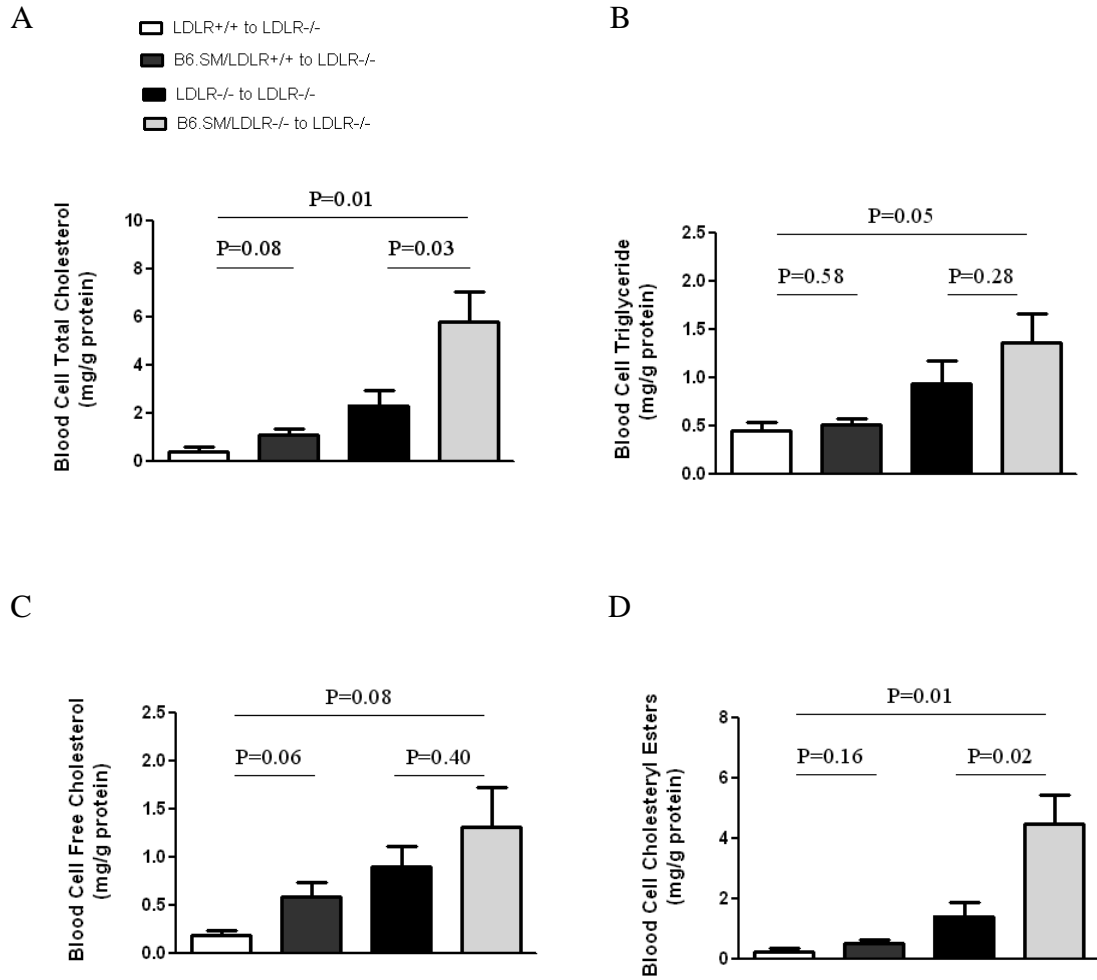 A
LDLR+/+ to LDLR-/-
B6.SM/LDLR+/+ to LDLR-/-
LDLR-/- to LDLR-/-
B6.SM/LDLR-/- to LDLR-/-
Blood Cell Total Cholesterol
(mg/g protein)
10
8
6
4
2
0
P=0.01
P=0.08
P=0.03
B
Blood Cell Triglyceride
(mg/g protein)
2.5
2.0
1.5
1.0
0.5
0.0
P=0.05
P=0.58
P=0.28
C
Blood Cell Free Cholesterol
(mg/g protein)
2.5
2.0
1.5
1.0
0.5
0.0
P=0.08
P=0.06
P=0.40
D
Blood Cell Cholesteryl Esters
(mg/g protein)
8
6
4
2
0
P=0.01
P=0.16
P=0.02